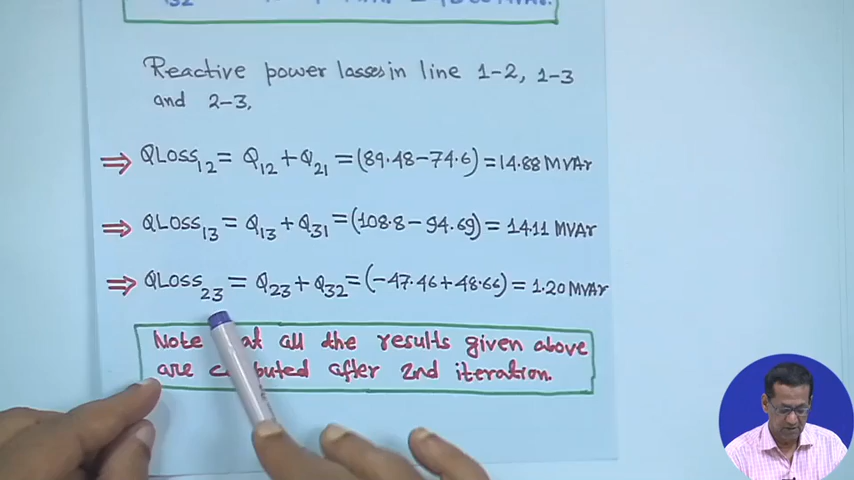 Reactive power losses in line 1-2, 1-3
and 2-3,
⇒ QLOSS12 = Q12 + Q21 = (89.48-74.6) = 14.88 MVAr
⇒ QLOSS13 = Q13 + Q31 = (108.8-94.69) = 14.11 MVAr
⇒ QLOSS23 = Q23 + Q32 = (-47.46+48.66) = 1.20 MVAr
Note all the results given above
are after 2nd iteration.